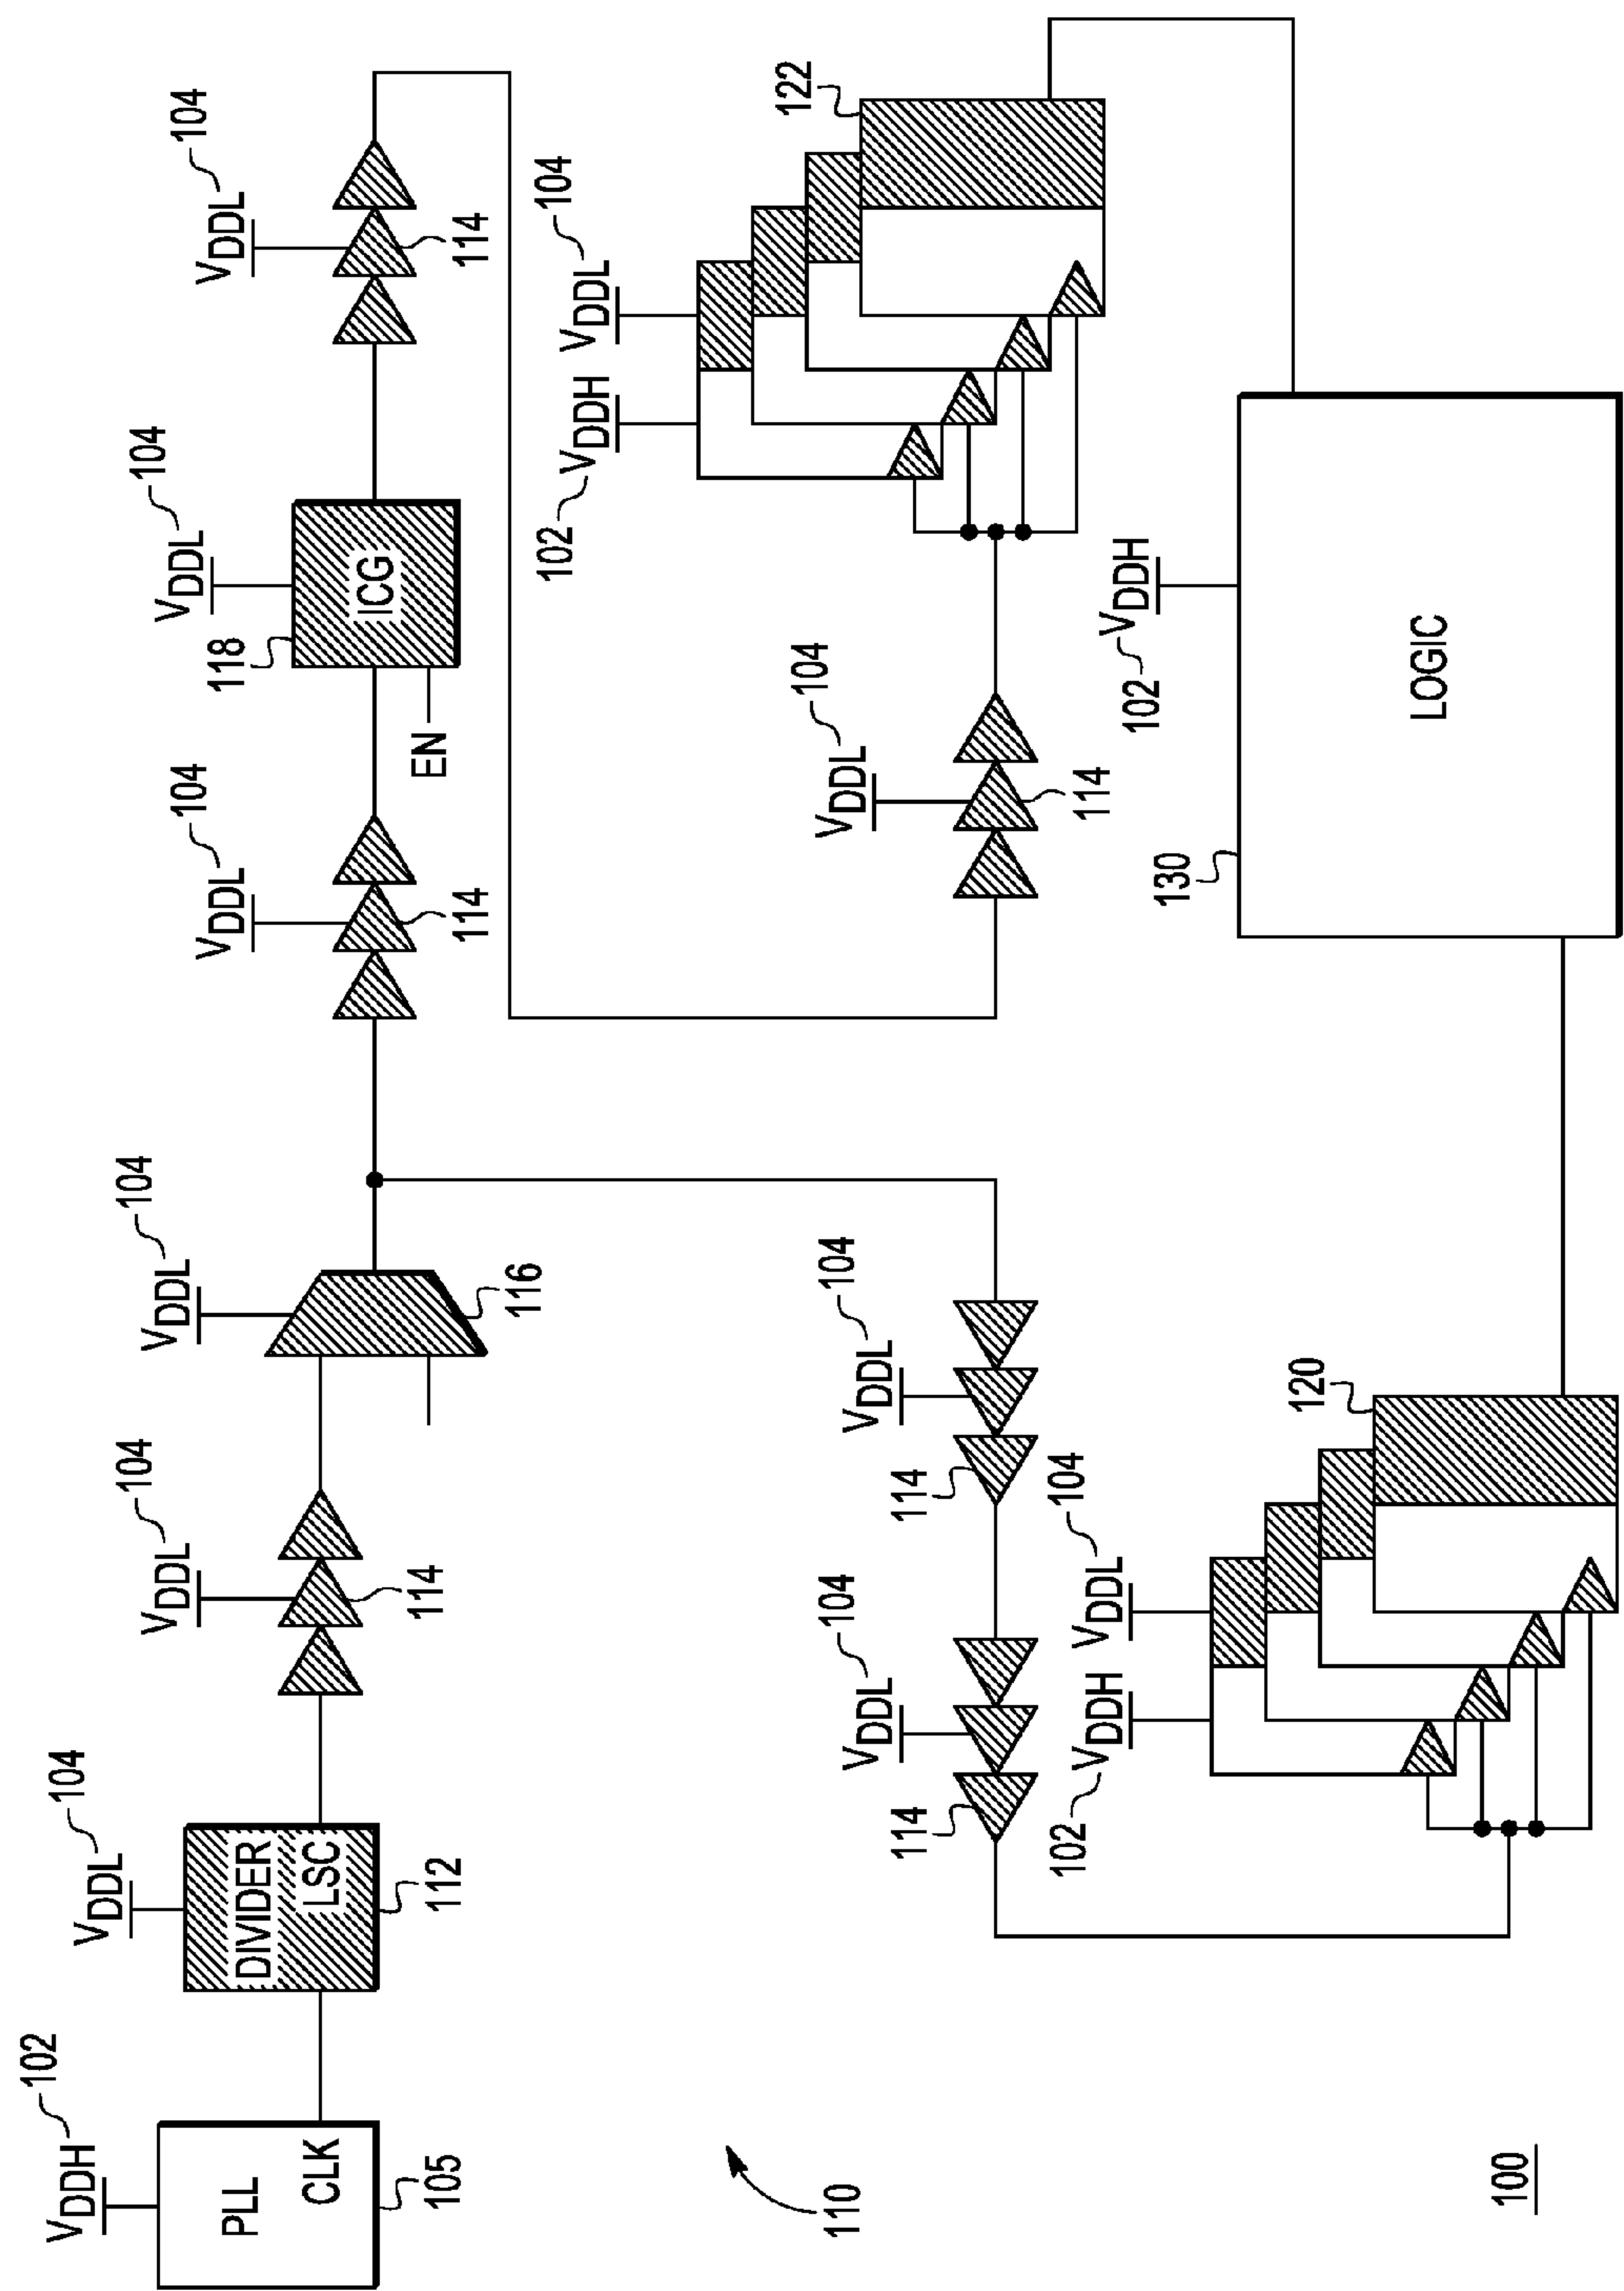 VDDH 102
PLL
CLK
105
VDDL 104
DIVIDER
LSC
112
VDDL 104
114
VDDL 104
116
VDDL 104
114
VDDL 104
118
ICG
EN
VDDL 104
114
110
VDDL 104
114
VDDL 104
114
VDDL 104
114
102 VDDH
VDDL 104
122
102 VDDH
VDDL 104
120
102 VDDH
130
LOGIC
100